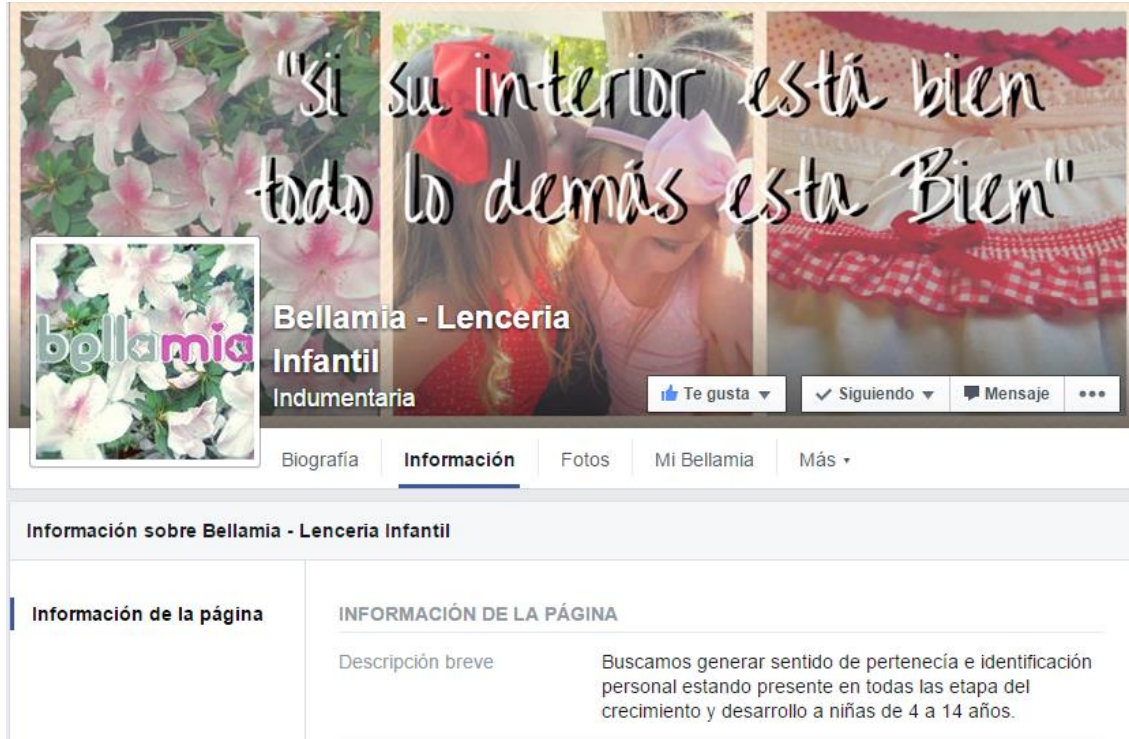 "Si su interior está bien
todo lo demás esta Bien"
bellamia
Bellamia - Lenceria
Infantil
Indumentaria
Te gusta
Siguiendo
Mensaje
Biografía
Información
Fotos
Mi Bellamia
Más
Información sobre Bellamia - Lenceria Infantil
Información de la página
INFORMACIÓN DE LA PÁGINA
Descripción breve
Buscamos generar sentido de pertenecía e identificación
personal estando presente en todas las etapa del
crecimiento y desarrollo a niñas de 4 a 14 años.